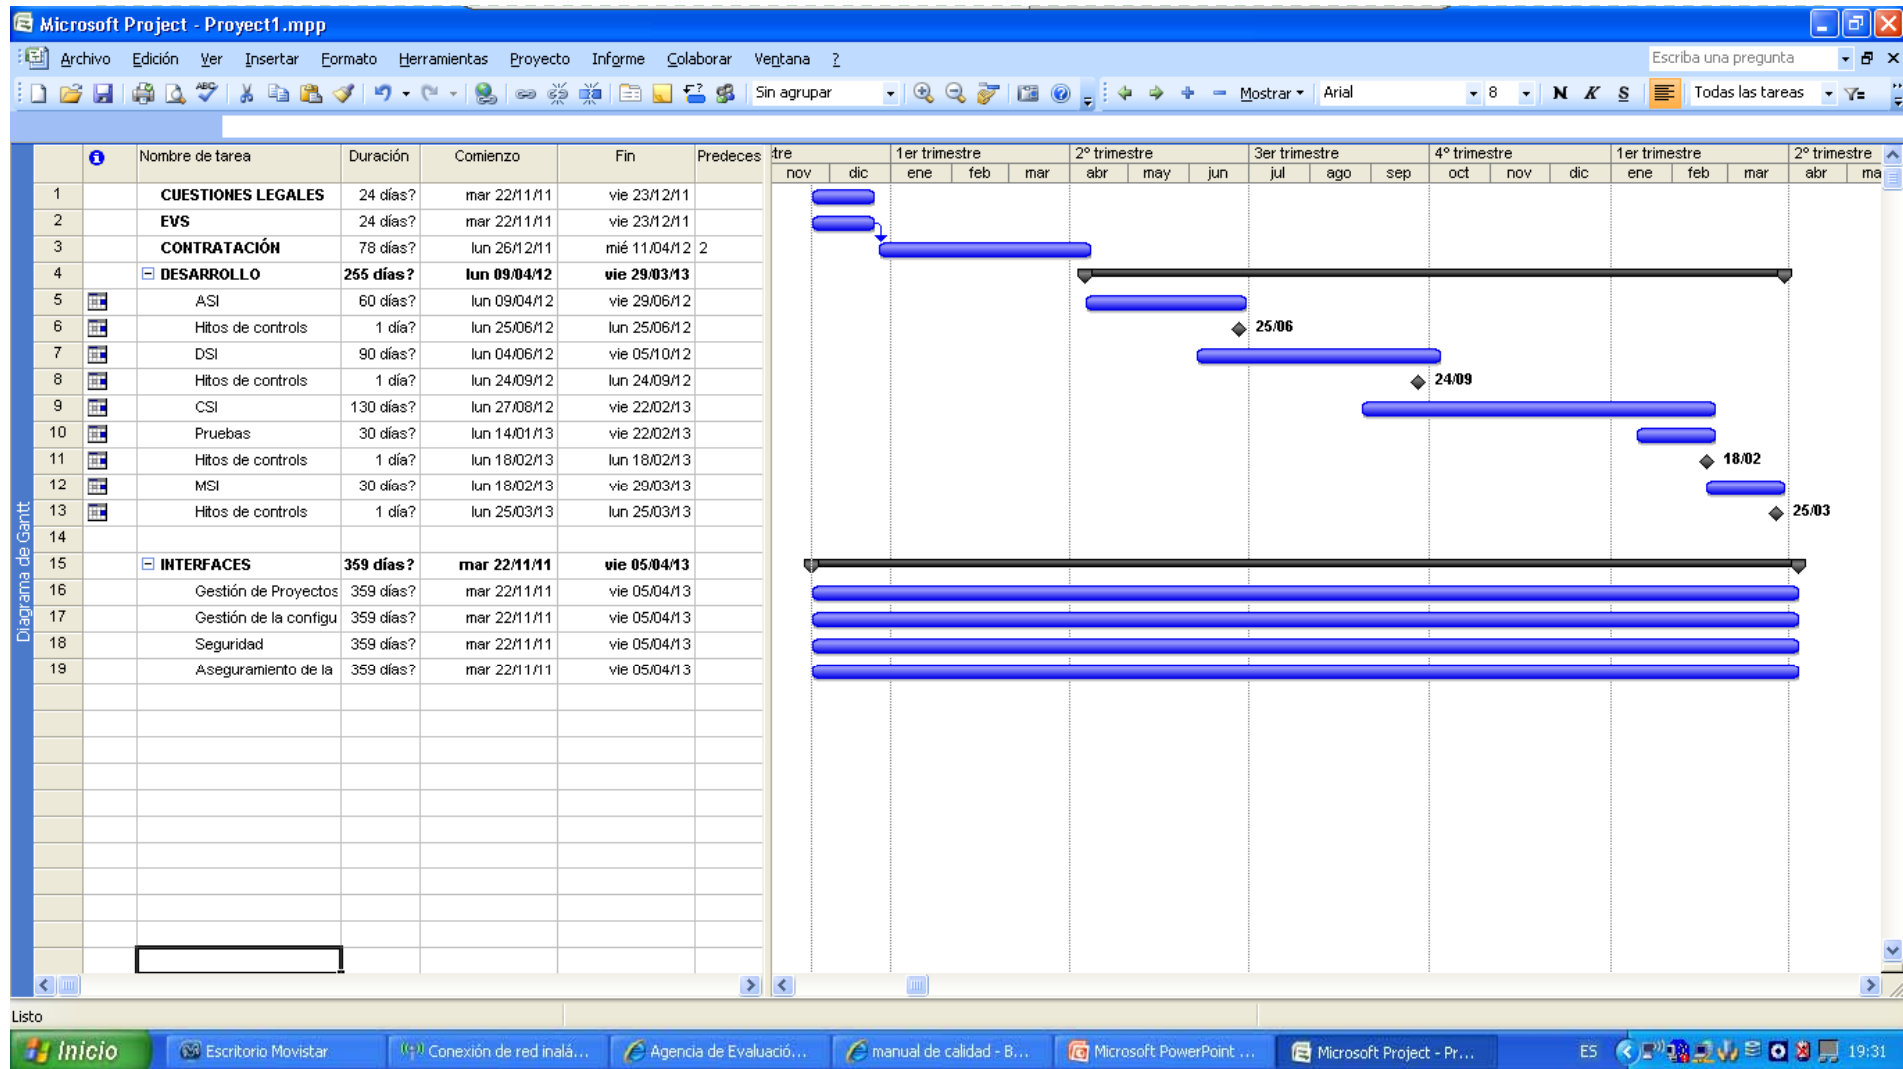 Microsoft Project - Proyect1.mpp
Archivo Edición Ver Insertar Formato Herramientas Proyecto Informe Colaborar Ventana ? Escriba una pregunta
Sin agrupar Mostrar Arial 8 N K S Todas las tareas
Nombre de tarea Duración Comienzo Fin Predeces
tre 1er trimestre 2º trimestre 3er trimestre 4º trimestre 1er trimestre 2º trimestre
nov dic ene feb mar abr may jun jul ago sep oct nov dic ene feb mar abr ma
1 CUESTIONES LEGALES 24 días? mar 22/11/11 vie 23/12/11
2 EVS 24 días? mar 22/11/11 vie 23/12/11
3 CONTRATACIÓN 78 días? lun 26/12/11 mié 11/04/12 2
4 DESARROLLO 255 días? lun 09/04/12 vie 29/03/13
5 ASI 60 días? lun 09/04/12 vie 29/06/12
6 Hitos de controls 1 día? lun 25/06/12 lun 25/06/12 25/06
7 DSI 90 días? lun 04/06/12 vie 05/10/12
8 Hitos de controls 1 día? lun 24/09/12 lun 24/09/12 24/09
9 CSI 130 días? lun 27/08/12 vie 22/02/13
10 Pruebas 30 días? lun 14/01/13 vie 22/02/13
11 Hitos de controls 1 día? lun 18/02/13 lun 18/02/13 18/02
12 MSI 30 días? lun 18/02/13 vie 29/03/13
13 Hitos de controls 1 día? lun 25/03/13 lun 25/03/13 25/03
14
15 INTERFACES 359 días? mar 22/11/11 vie 05/04/13
16 Gestión de Proyectos 359 días? mar 22/11/11 vie 05/04/13
17 Gestión de la configu 359 días? mar 22/11/11 vie 05/04/13
18 Seguridad 359 días? mar 22/11/11 vie 05/04/13
19 Aseguramiento de la 359 días? mar 22/11/11 vie 05/04/13
Diagrama de Gantt
Listo
Inicio Escritorio Movistar Conexión de red inalá... Agencia de Evaluació... manual de calidad - B... Microsoft PowerPoint ... Microsoft Project - Pr... ES 19:31